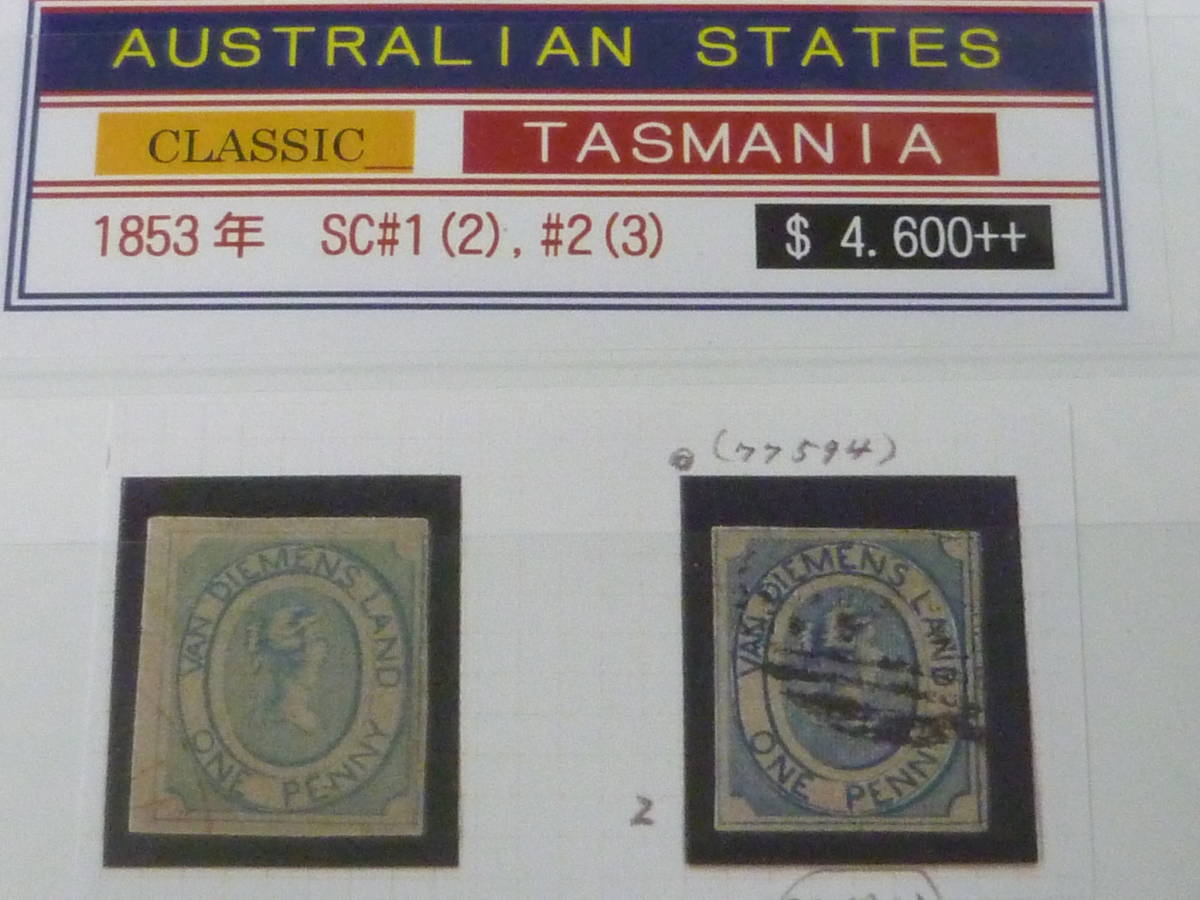 AUSTRALIAN STATES
CLASSIC_ TASMANIA
1853年 SC#1(2), #2(3) $ 4.600++
(77594)
VAN DIEMENS LAND
ONE PENNY
VAN DIEMENS LAND
ONE PENNY
2